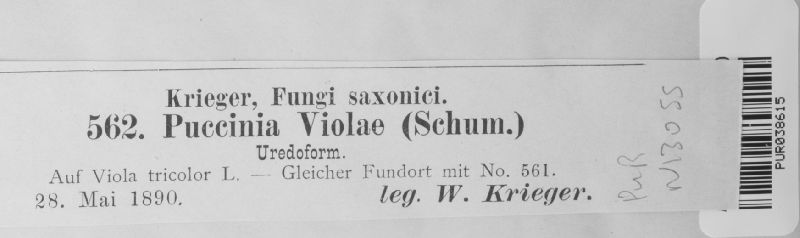 Krieger, Fungi saxonici.
562. Puccinia Violae (Schum.)
Uredoform.
Auf Viola tricolor L. — Gleicher Fundort mit No. 561.
28. Mai 1890. leg. W. Krieger.
PUR
N13055
PUR038615